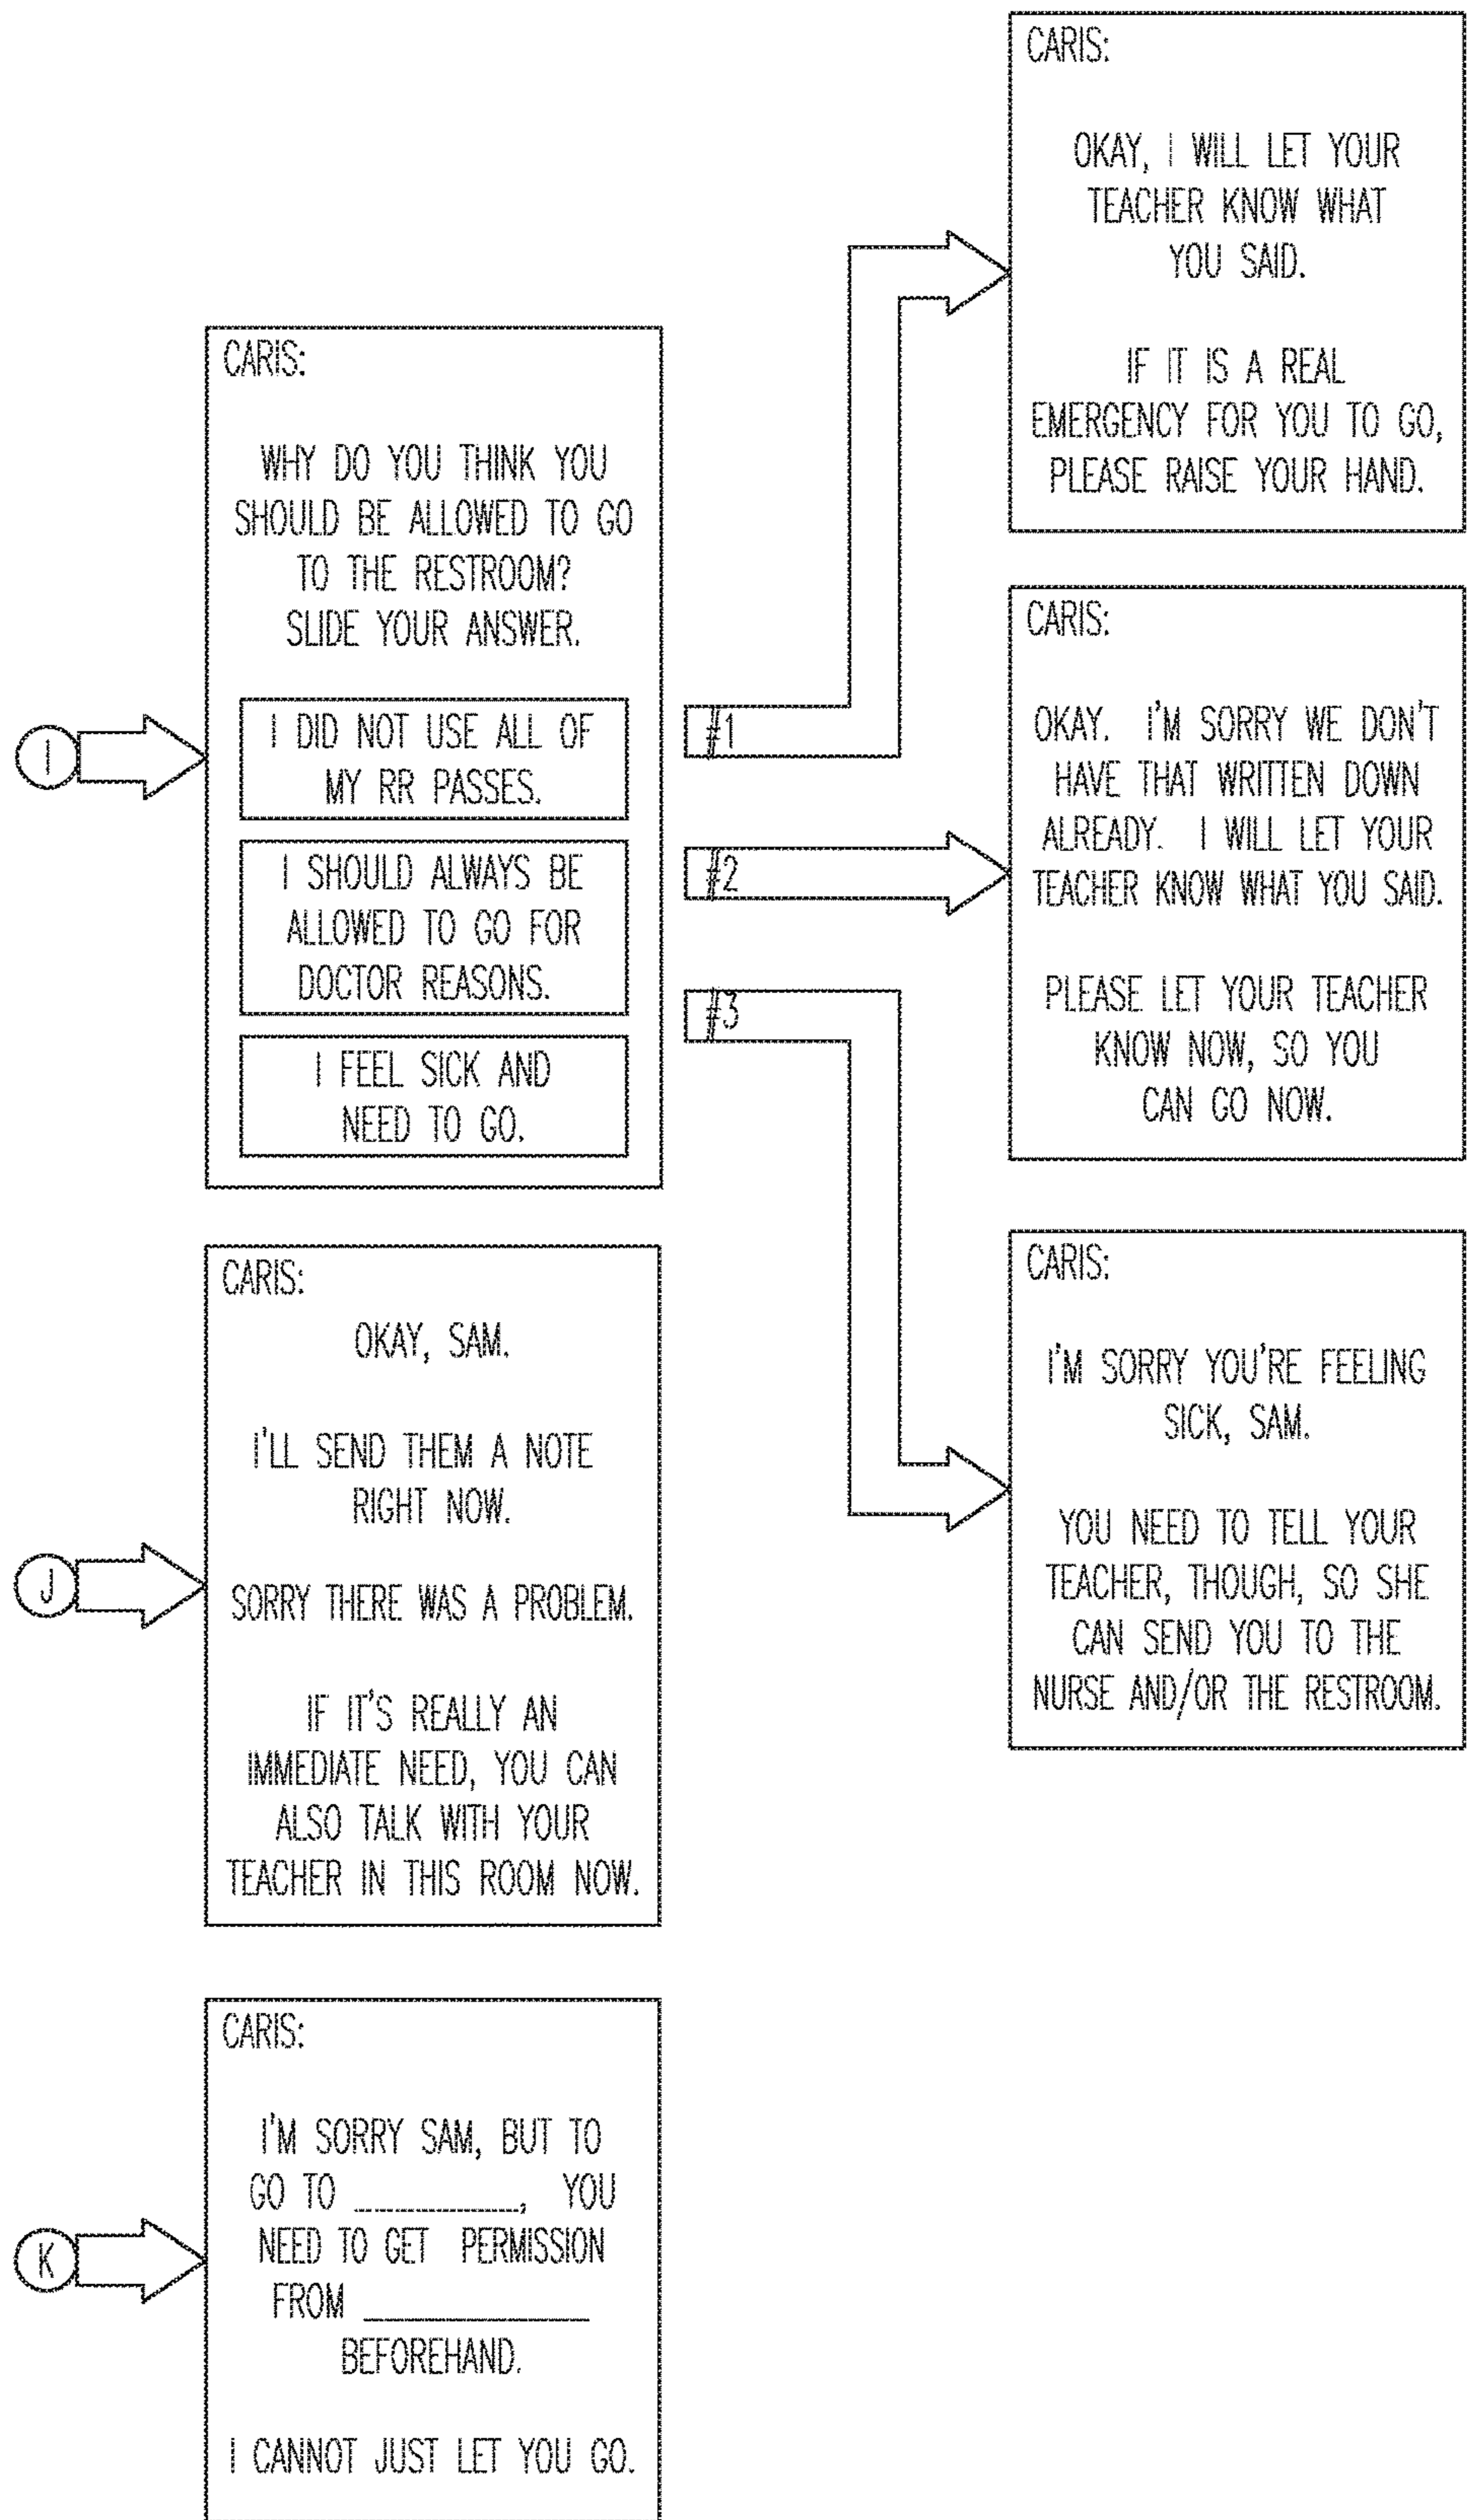 I
CARIS:
WHY DO YOU THINK YOU
SHOULD BE ALLOWED TO GO
TO THE RESTROOM?
SLIDE YOUR ANSWER.
I DID NOT USE ALL OF
MY RR PASSES.
I SHOULD ALWAYS BE
ALLOWED TO GO FOR
DOCTOR REASONS.
I FEEL SICK AND
NEED TO GO.
#1
CARIS:
OKAY, I WILL LET YOUR
TEACHER KNOW WHAT
YOU SAID.
IF IT IS A REAL
EMERGENCY FOR YOU TO GO,
PLEASE RAISE YOUR HAND.
#2
CARIS:
OKAY. I'M SORRY WE DON'T
HAVE THAT WRITTEN DOWN
ALREADY. I WILL LET YOUR
TEACHER KNOW WHAT YOU SAID.
PLEASE LET YOUR TEACHER
KNOW NOW, SO YOU
CAN GO NOW.
#3
CARIS:
I'M SORRY YOU'RE FEELING
SICK, SAM.
YOU NEED TO TELL YOUR
TEACHER, THOUGH, SO SHE
CAN SEND YOU TO THE
NURSE AND/OR THE RESTROOM.
J
CARIS:
OKAY, SAM.
I'LL SEND THEM A NOTE
RIGHT NOW.
SORRY THERE WAS A PROBLEM.
IF IT'S REALLY AN
IMMEDIATE NEED, YOU CAN
ALSO TALK WITH YOUR
TEACHER IN THIS ROOM NOW.
K
CARIS:
I'M SORRY SAM, BUT TO
GO TO __________, YOU
NEED TO GET PERMISSION
FROM ______________
BEFOREHAND.
I CANNOT JUST LET YOU GO.